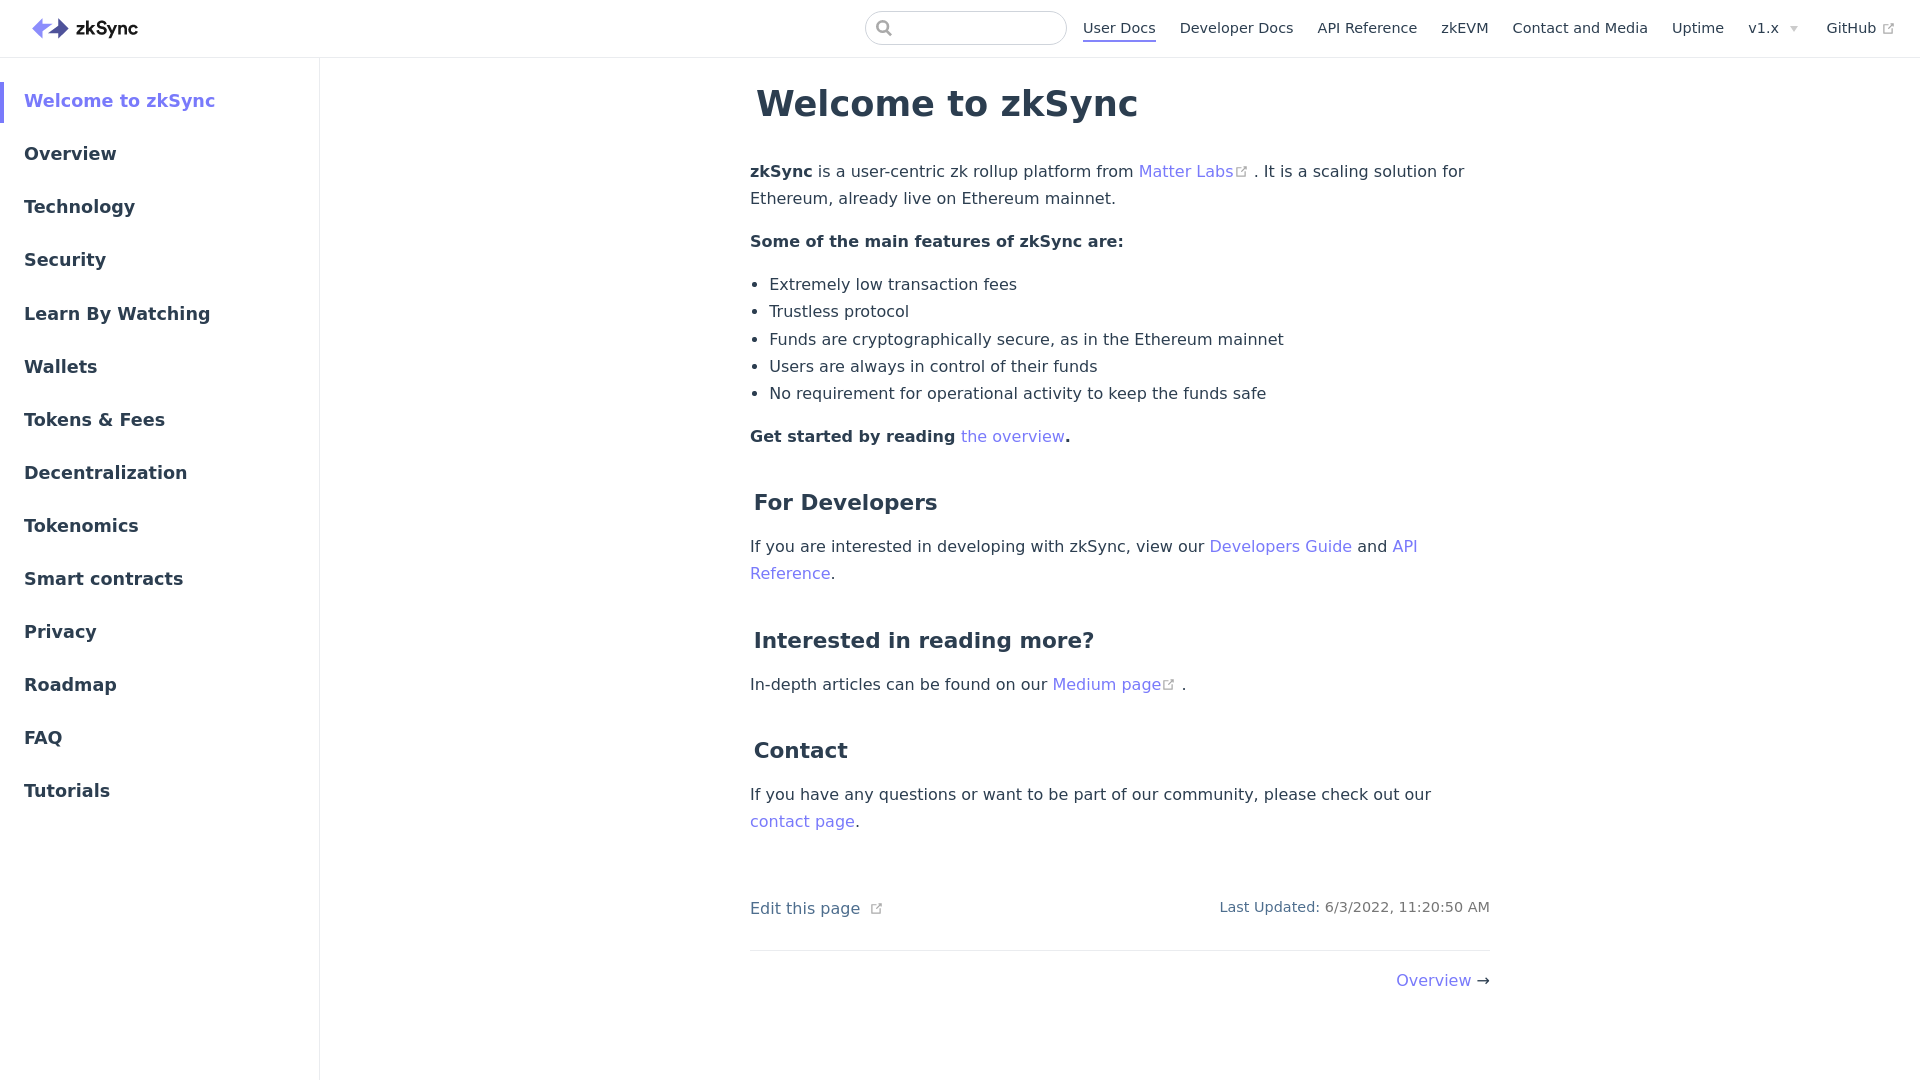 zkSync
User Docs
Developer Docs
API Reference
zkEVM
Contact and Media
Uptime
v1.x
GitHub
Welcome to zkSync
Overview
Technology
Security
Learn By Watching
Wallets
Tokens & Fees
Decentralization
Tokenomics
Smart contracts
Privacy
Roadmap
FAQ
Tutorials
Welcome to zkSync
zkSync is a user-centric zk rollup platform from Matter Labs . It is a scaling solution for
Ethereum, already live on Ethereum mainnet.
Some of the main features of zkSync are:
• Extremely low transaction fees
• Trustless protocol
• Funds are cryptographically secure, as in the Ethereum mainnet
• Users are always in control of their funds
• No requirement for operational activity to keep the funds safe
Get started by reading the overview.
For Developers
If you are interested in developing with zkSync, view our Developers Guide and API
Reference.
Interested in reading more?
In-depth articles can be found on our Medium page .
Contact
If you have any questions or want to be part of our community, please check out our
contact page.
Edit this page
Last Updated: 6/3/2022, 11:20:50 AM
Overview →